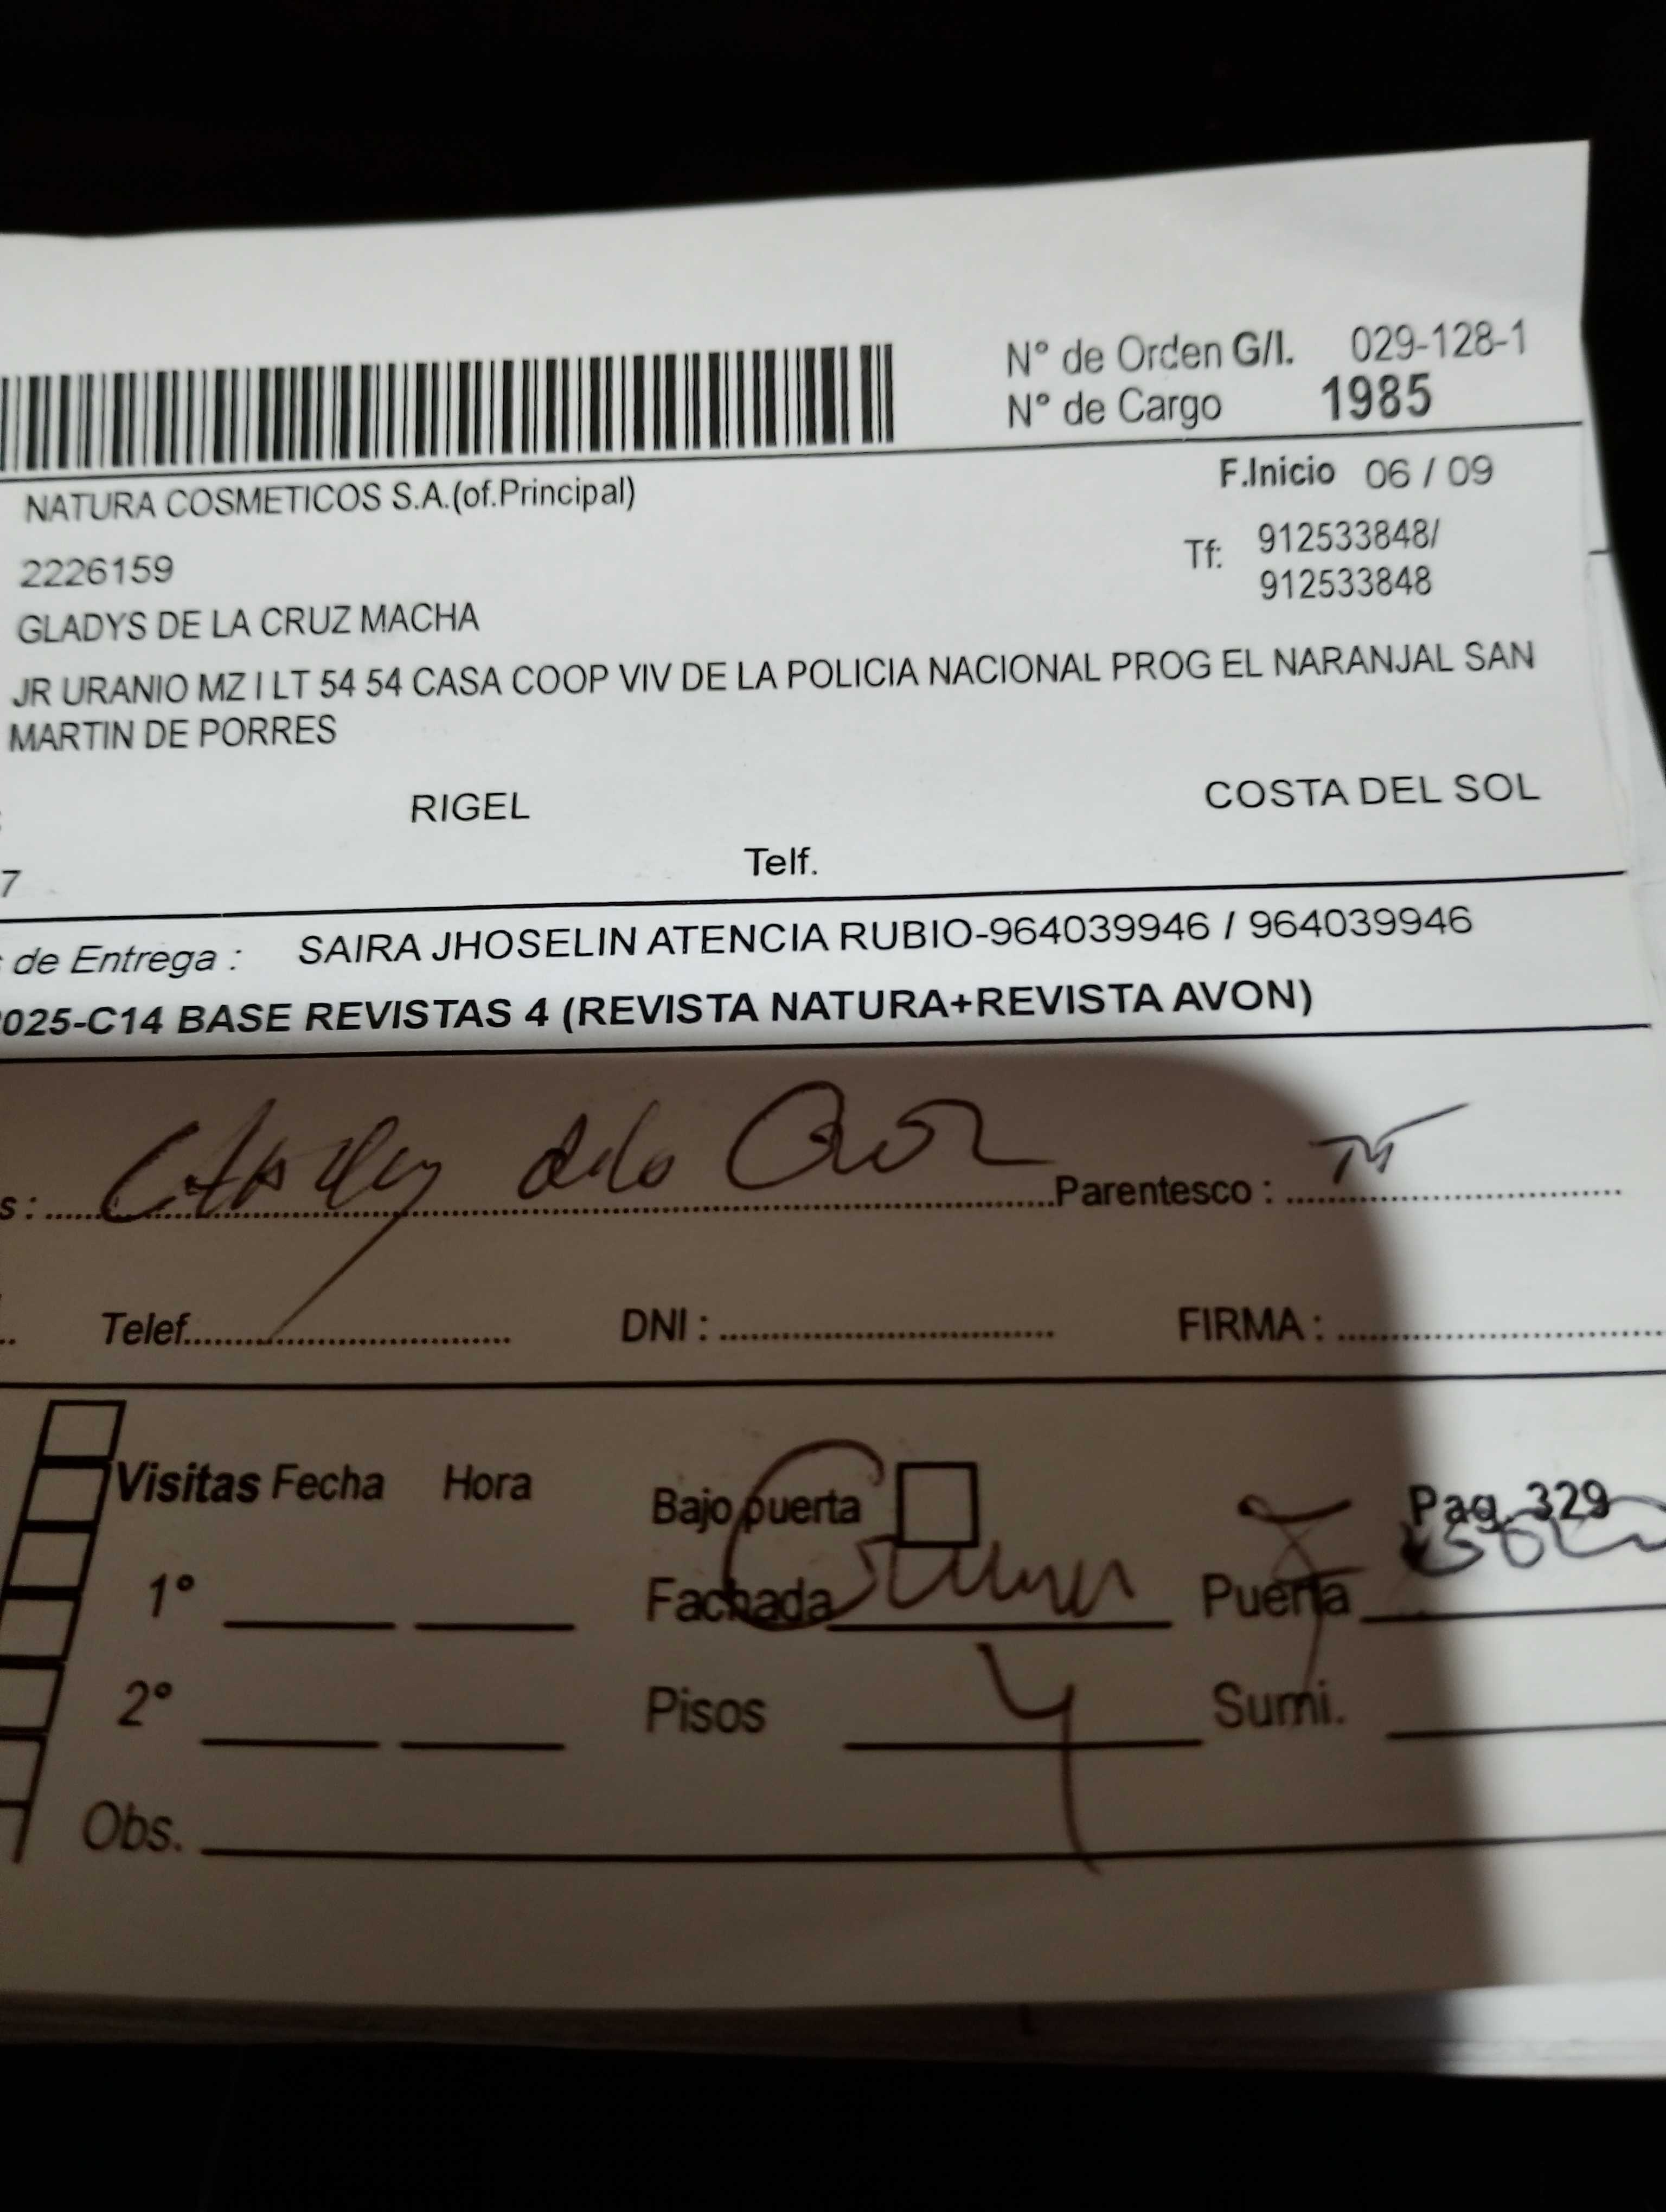 N° de Orden G/I. 029-128-1
N° de Cargo 1985
NATURA COSMETICOS S.A.(of.Principal)
F.Inicio 06 / 09
2226159
Tf: 912533848/
912533848
GLADYS DE LA CRUZ MACHA
JR URANIO MZ I LT 54 54 CASA COOP VIV DE LA POLICIA NACIONAL PROG EL NARANJAL SAN
MARTIN DE PORRES
RIGEL COSTA DEL SOL
7 Telf.
de Entrega : SAIRA JHOSELIN ATENCIA RUBIO-964039946 / 964039946
025-C14 BASE REVISTAS 4 (REVISTA NATURA+REVISTA AVON)
s : de la Cruz Parentesco :
Telef. DNI : FIRMA :
Visitas Fecha Hora Bajo puerta Pag. 329
1° Fachada Puerta
2° Pisos 4 Sumi.
Obs.